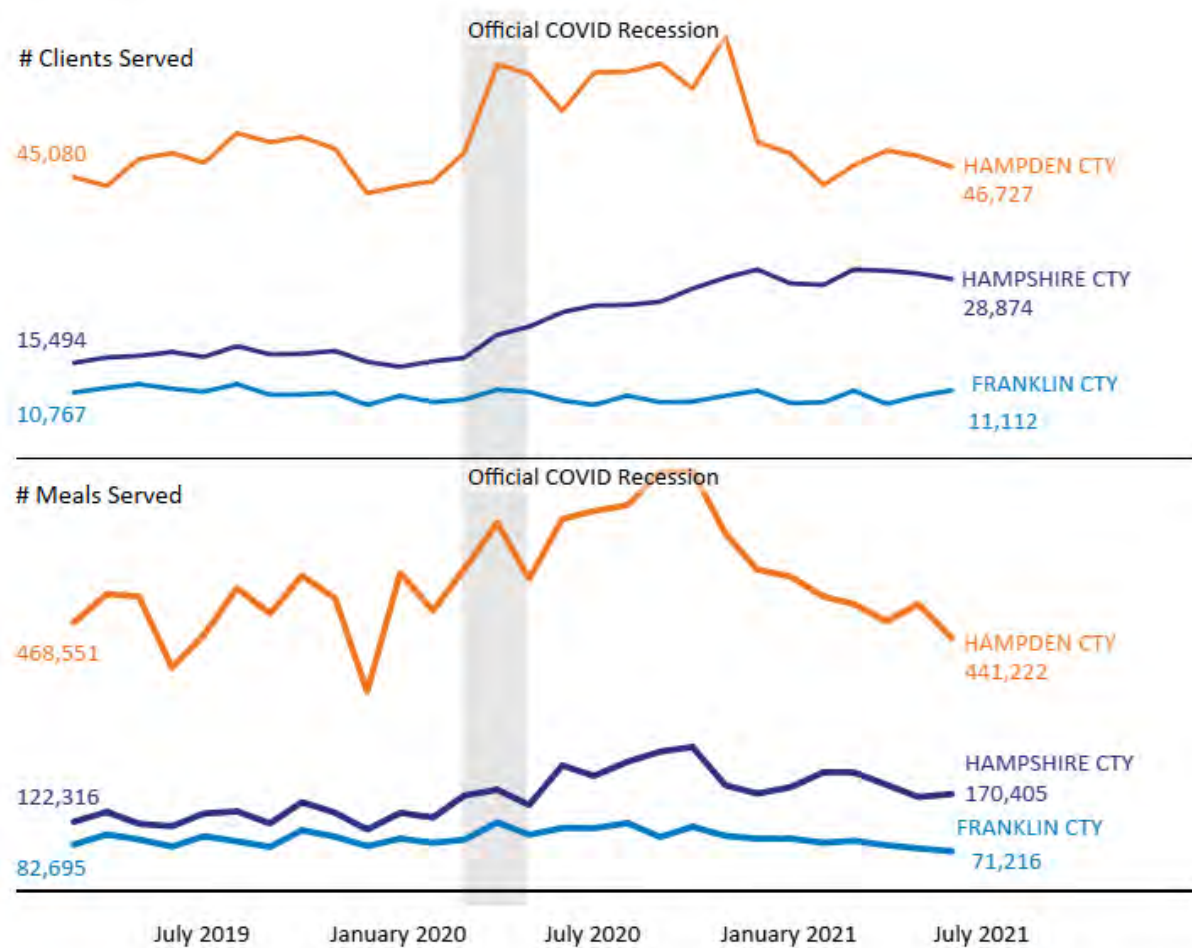 Official COVID Recession
# Clients Served
45,080
HAMPDEN CTY
46,727
HAMPSHIRE CTY
28,874
15,494
FRANKLIN CTY
10,767
11,112
Official COVID Recession
# Meals Served
HAMPDEN CTY
468,551
441,222
HAMPSHIRE CTY
122,316
170,405
FRANKLIN CTY
82,695
71,216
July 2019 January 2020 July 2020 January 2021 July 2021